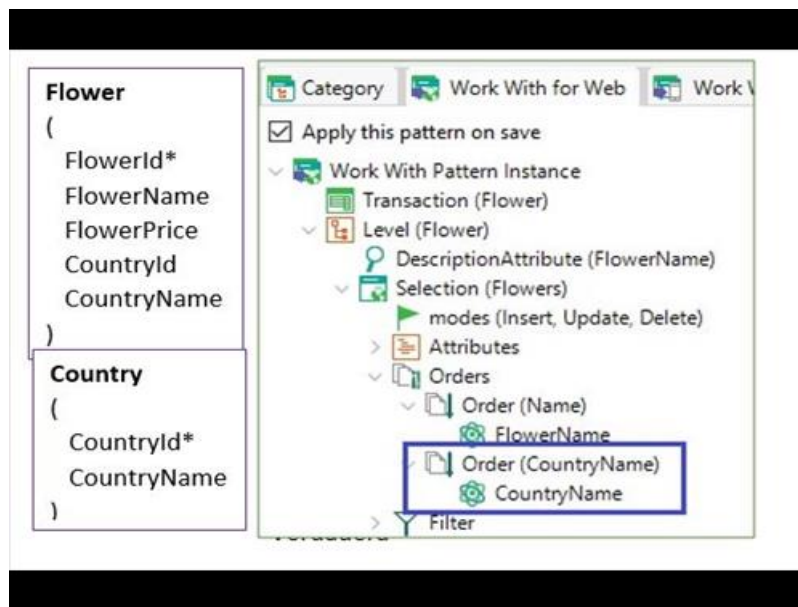 Flower
(
FlowerId*
FlowerName
FlowerPrice
CountryId
CountryName
)
Country
(
CountryId*
CountryName
)
Category
Work With for Web
Work
Apply this pattern on save
Work With Pattern Instance
Transaction (Flower)
Level (Flower)
DescriptionAttribute (FlowerName)
Selection (Flowers)
modes (Insert, Update, Delete)
Attributes
Orders
Order (Name)
FlowerName
Order (CountryName)
CountryName
Filter